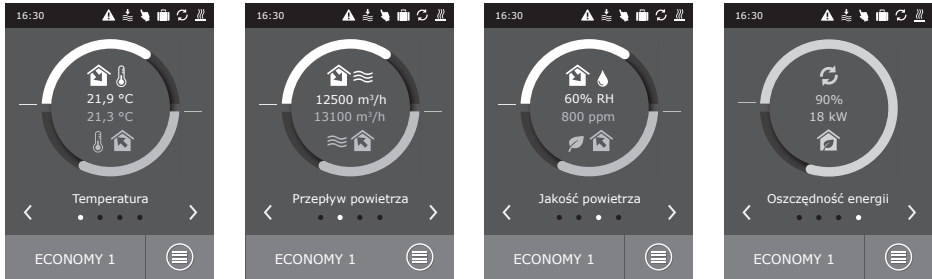 16:30
21,9 °C
21,3 °C
Temperatura
ECONOMY 1
16:30
12500 m³/h
13100 m³/h
Przepływ powietrza
ECONOMY 1
16:30
60% RH
800 ppm
Jakość powietrza
ECONOMY 1
16:30
90%
18 kW
Oszczędność energii
ECONOMY 1